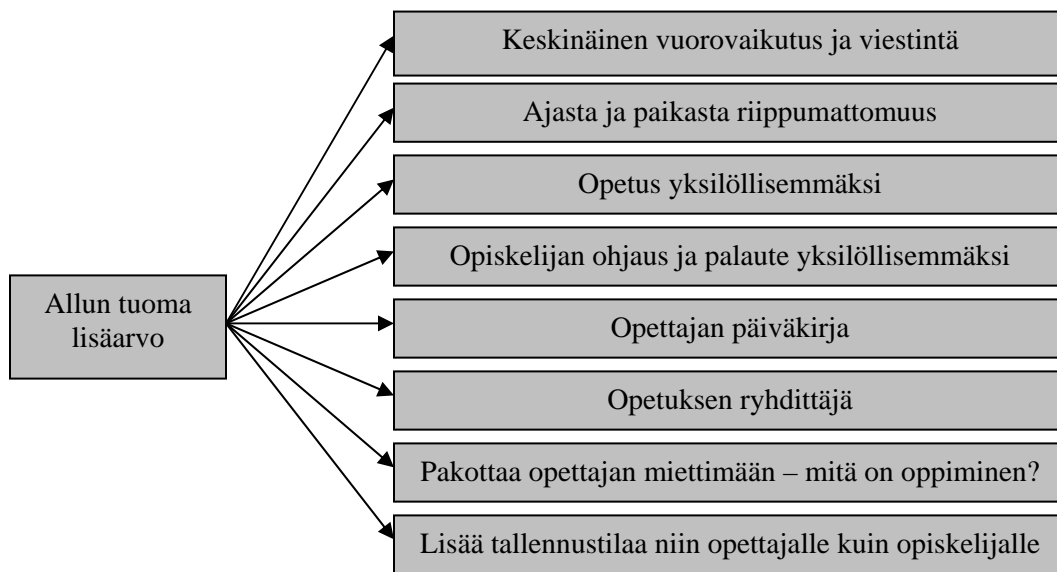 Keskinäinen vuorovaikutus ja viestintä
Ajasta ja paikasta riippumattomuus
Opetus yksilöllisemmäksi
Opiskelijan ohjaus ja palaute yksilöllisemmäksi
Allun tuoma
lisäarvo
Opettajan päiväkirja
Opetuksen ryhdittäjä
Pakottaa opettajan miettimään – mitä on oppiminen?
Lisää tallennustilaa niin opettajalle kuin opiskelijalle